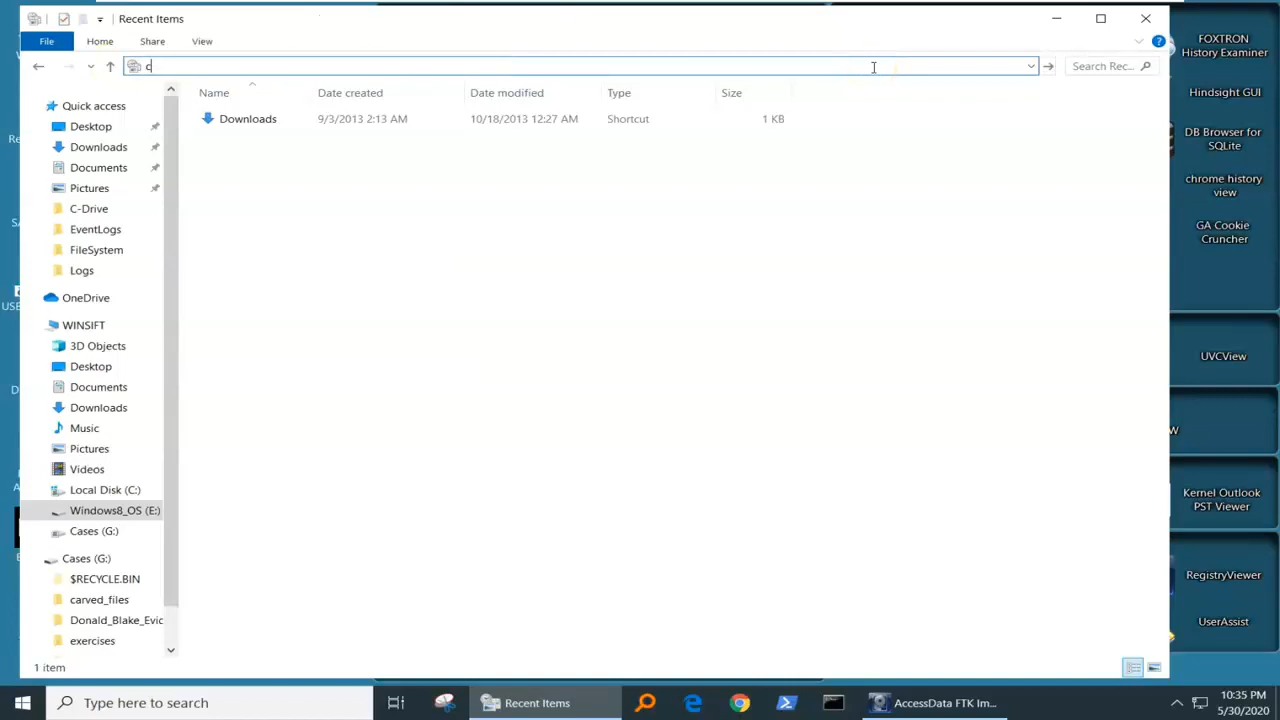 Recent Items
File Home Share View
c
Search Rec...
Name Date created Date modified Type Size
Downloads 9/3/2013 2:13 AM 10/18/2013 12:27 AM Shortcut 1 KB
Quick access
Desktop
Downloads
Documents
Pictures
C-Drive
EventLogs
FileSystem
Logs
OneDrive
WINSIFT
3D Objects
Desktop
Documents
Downloads
Music
Pictures
Videos
Local Disk (C:)
Windows8_OS (E:)
Cases (G:)
Cases (G:)
$RECYCLE.BIN
carved_files
Donald_Blake_Evic
exercises
1 item
FOXTRON
History Examiner
Hindsight GUI
DB Browser for
SQLite
chrome history
view
GA Cookie
Cruncher
UVCView
Kernel Outlook
PST Viewer
RegistryViewer
UserAssist
Type here to search
Recent Items
AccessData FTK Im...
10:35 PM
5/30/2020